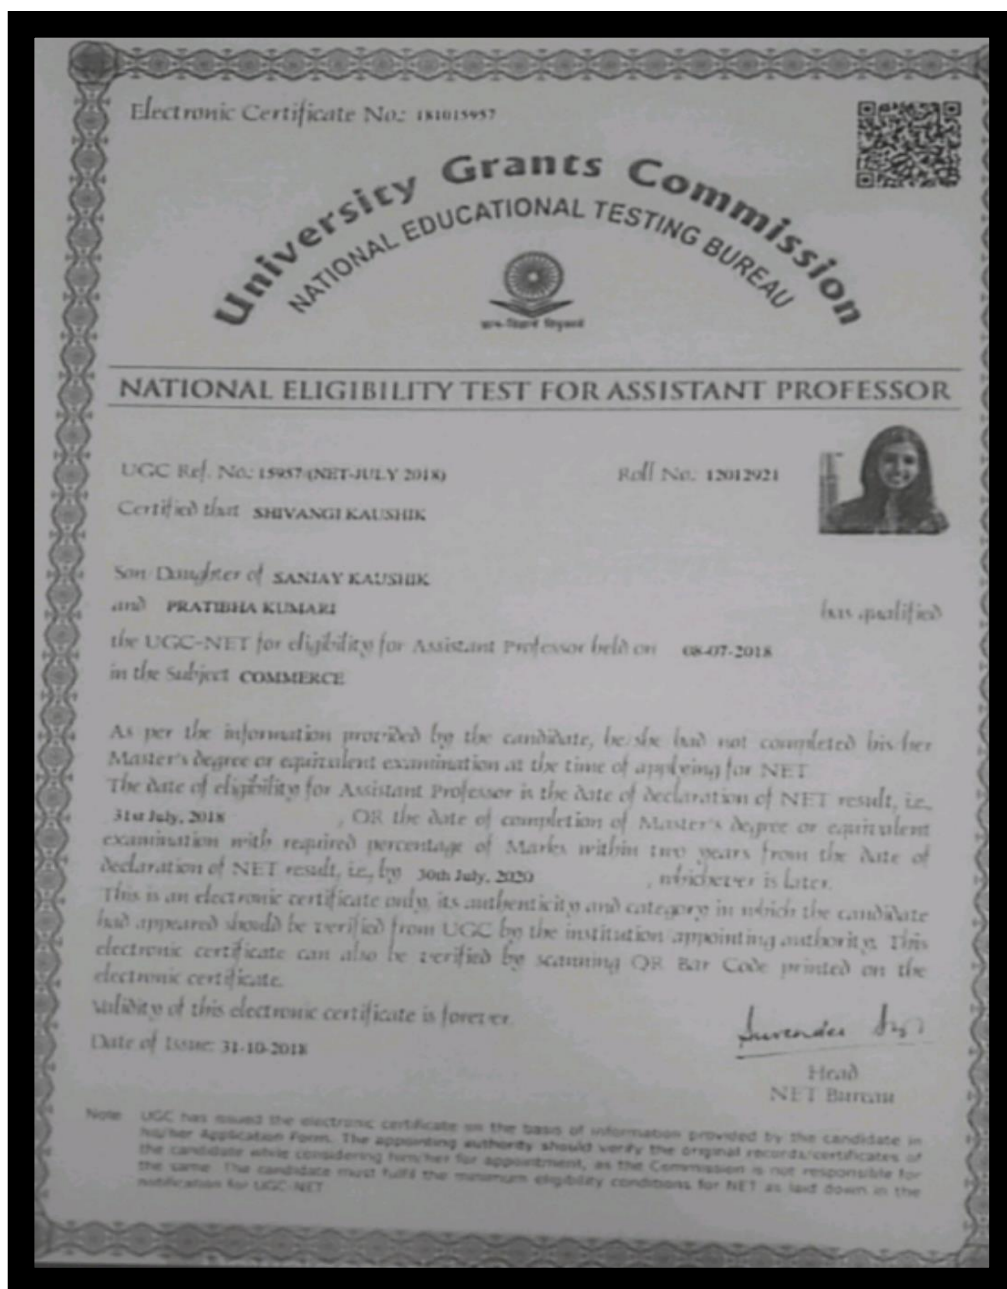 Electronic Certificate No.: 181015957
University Grants Commission
NATIONAL EDUCATIONAL TESTING BUREAU
ज्ञान-विज्ञानं विमुक्तये
NATIONAL ELIGIBILITY TEST FOR ASSISTANT PROFESSOR
UGC Ref. No.: 15957/(NET-JULY 2018) Roll No.: 12012921
Certified that SHIVANGI KAUSHIK
Son/Daughter of SANJAY KAUSHIK
and PRATIBHA KUMARI has qualified
the UGC-NET for eligibility for Assistant Professor held on 08-07-2018
in the Subject COMMERCE
As per the information provided by the candidate, he/she had not completed his/her
Master's degree or equivalent examination at the time of applying for NET.
The date of eligibility for Assistant Professor is the date of declaration of NET result, i.e.,
31st July, 2018 , OR the date of completion of Master's degree or equivalent
examination with required percentage of Marks within two years from the date of
declaration of NET result, i.e., by 30th July, 2020 , whichever is later.
This is an electronic certificate only, its authenticity and category in which the candidate
had appeared should be verified from UGC by the institution/appointing authority. This
electronic certificate can also be verified by scanning QR Bar Code printed on the
electronic certificate.
Validity of this electronic certificate is forever.
Date of Issue: 31-10-2018
Surender
Head
NET Bureau
Note: UGC has issued the electronic certificate on the basis of information provided by the candidate in
his/her Application Form. The appointing authority should verify the original records/certificates of
the candidate while considering him/her for appointment, as the Commission is not responsible for
the same. The candidate must fulfil the minimum eligibility conditions for NET as laid down in the
notification for UGC-NET.